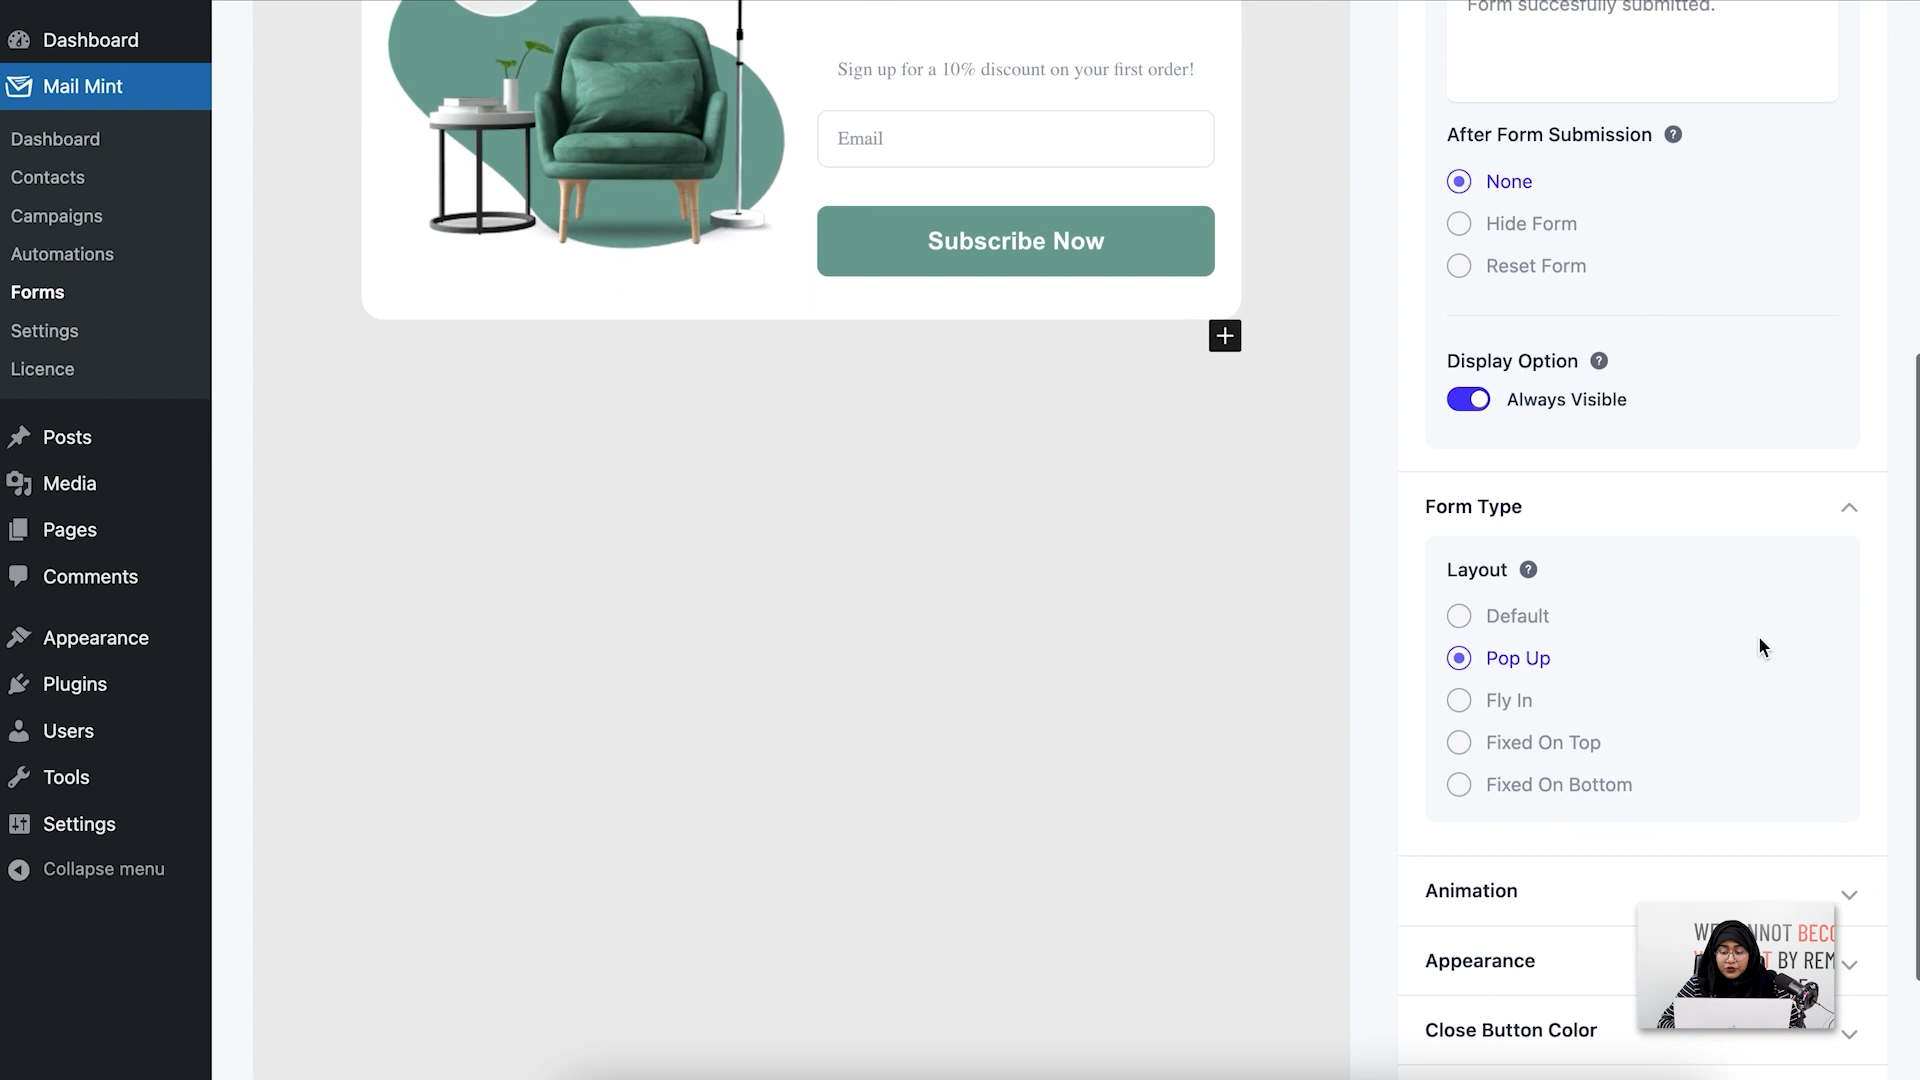 Dashboard
Mail Mint
Dashboard
Contacts
Campaigns
Automations
Forms
Settings
Licence
Posts
Media
Pages
Comments
Appearance
Plugins
Users
Tools
Settings
Collapse menu
Sign up for a 10% discount on your first order!
Email
Subscribe Now
Form succesfully submitted.
After Form Submission
None
Hide Form
Reset Form
Display Option
Always Visible
Form Type
Layout
Default
Pop Up
Fly In
Fixed On Top
Fixed On Bottom
Animation
Appearance
Close Button Color
BY REM